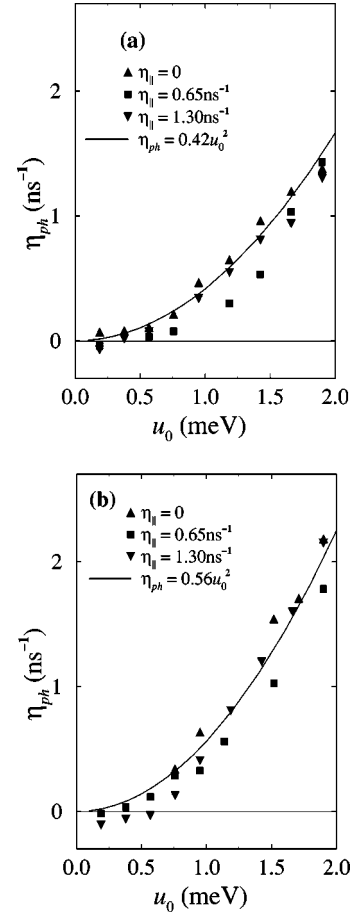 (a)
▲ η∥ = 0
■ η∥ = 0.65ns⁻¹
▼ η∥ = 1.30ns⁻¹
— ηph = 0.42u₀²
ηph (ns⁻¹)
2
1
0
0.0 0.5 1.0 1.5 2.0
u₀ (meV)
(b)
▲ η∥ = 0
■ η∥ = 0.65ns⁻¹
▼ η∥ = 1.30ns⁻¹
— ηph = 0.56u₀²
ηph (ns⁻¹)
2
1
0
0.0 0.5 1.0 1.5 2.0
u₀ (meV)